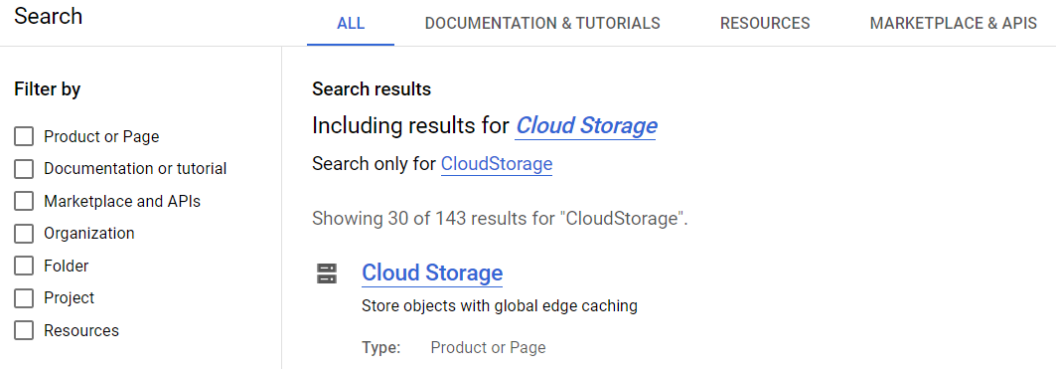 Search
ALL DOCUMENTATION & TUTORIALS RESOURCES MARKETPLACE & APIS
Filter by
Product or Page
Documentation or tutorial
Marketplace and APIs
Organization
Folder
Project
Resources
Search results
Including results for Cloud Storage
Search only for CloudStorage
Showing 30 of 143 results for "CloudStorage".
Cloud Storage
Store objects with global edge caching
Type: Product or Page